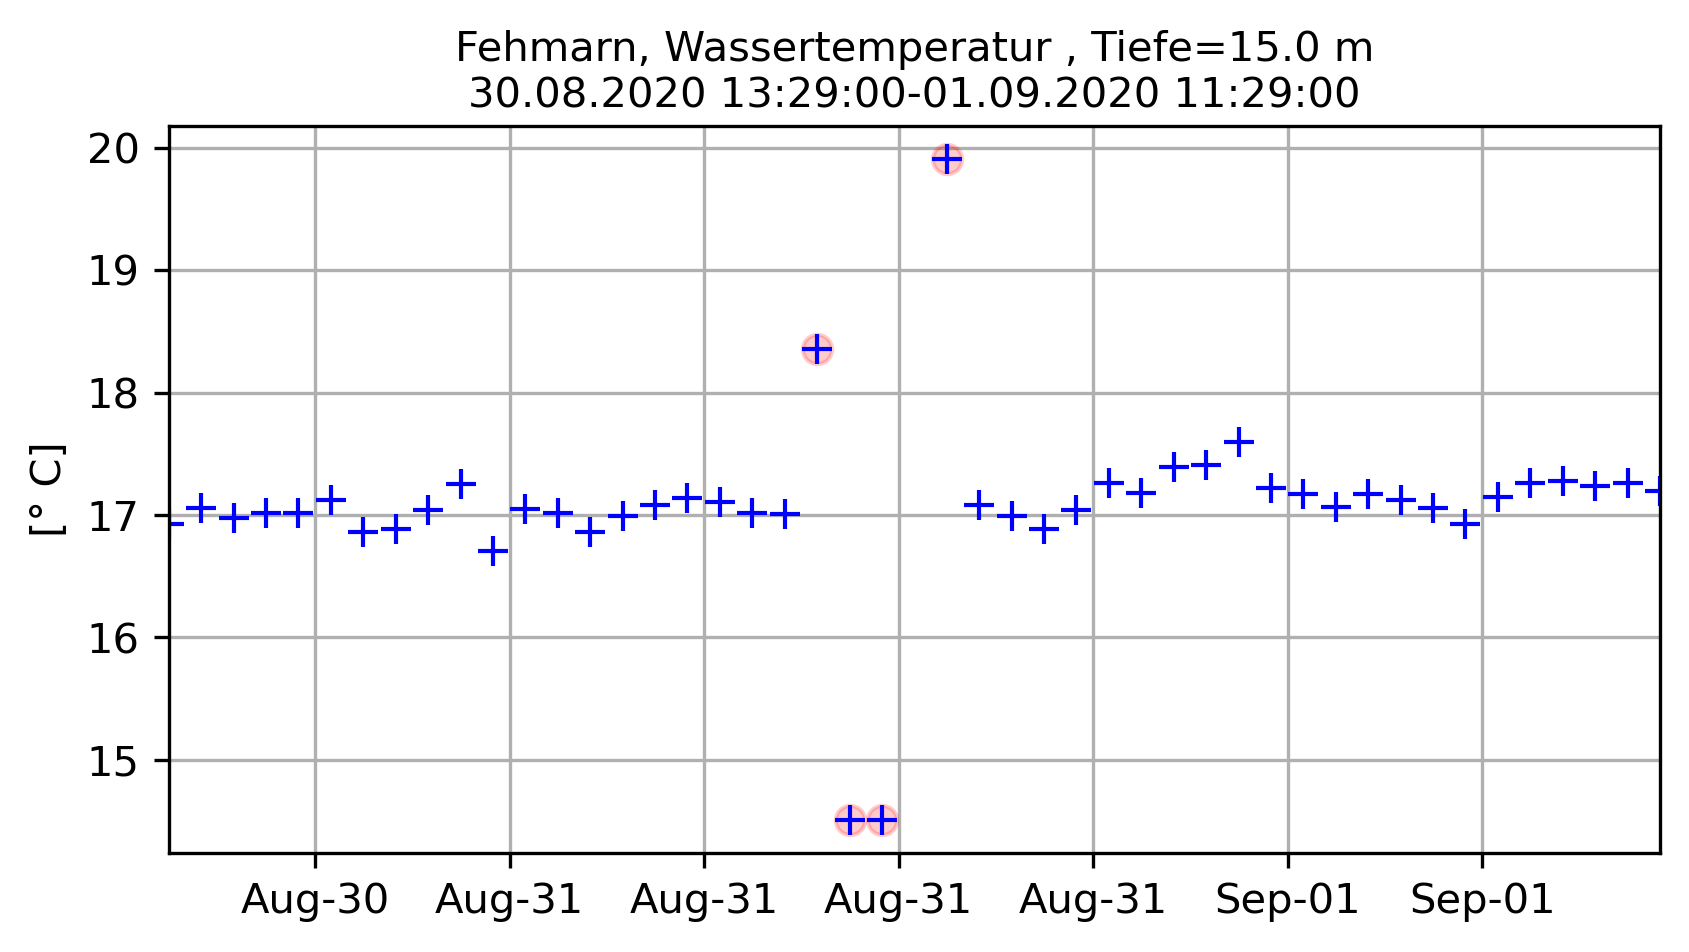 Fehmarn, Wassertemperatur , Tiefe=15.0 m
30.08.2020 13:29:00-01.09.2020 11:29:00
20
19
18
17
16
15
[° C]
Aug-30 Aug-31 Aug-31 Aug-31 Aug-31 Sep-01 Sep-01